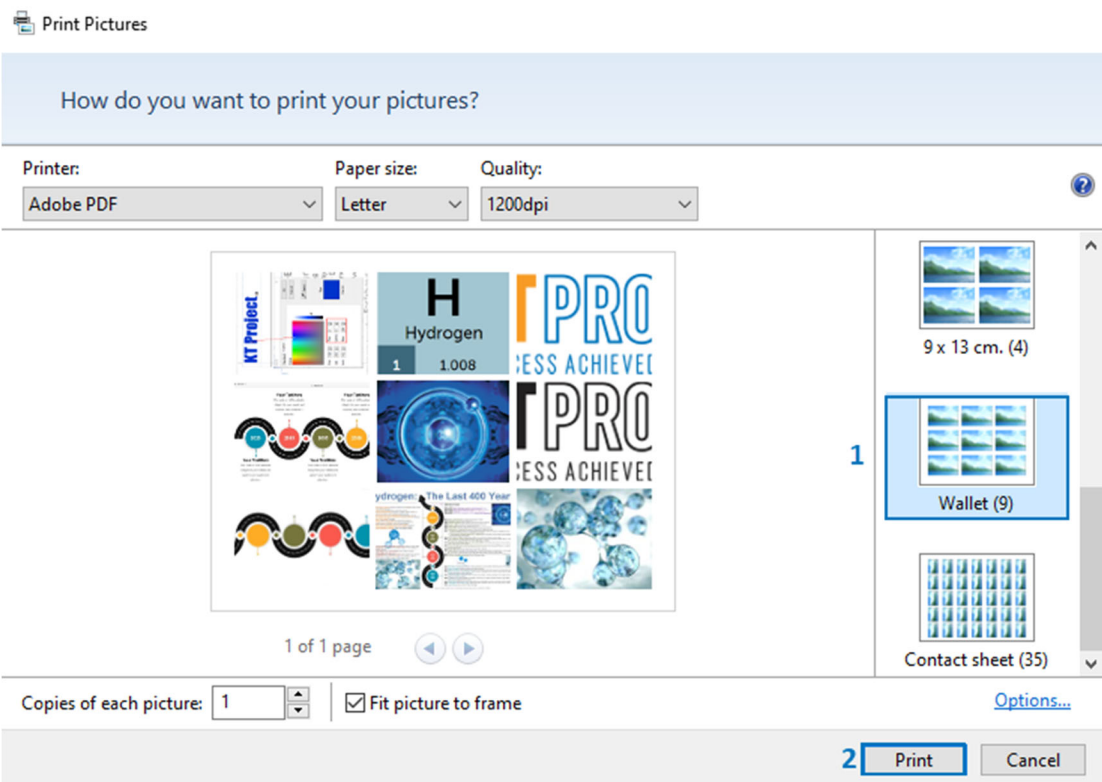 Print Pictures
How do you want to print your pictures?
Printer: Paper size: Quality:
Adobe PDF Letter 1200dpi
KT Project.
H
Hydrogen
1 1.008
T PRO
CESS ACHIEVED
T PRO
CESS ACHIEVED
ydrogen: The Last 400 Year
9 x 13 cm. (4)
1
Wallet (9)
Contact sheet (35)
1 of 1 page
Copies of each picture: 1 Fit picture to frame Options...
2 Print Cancel